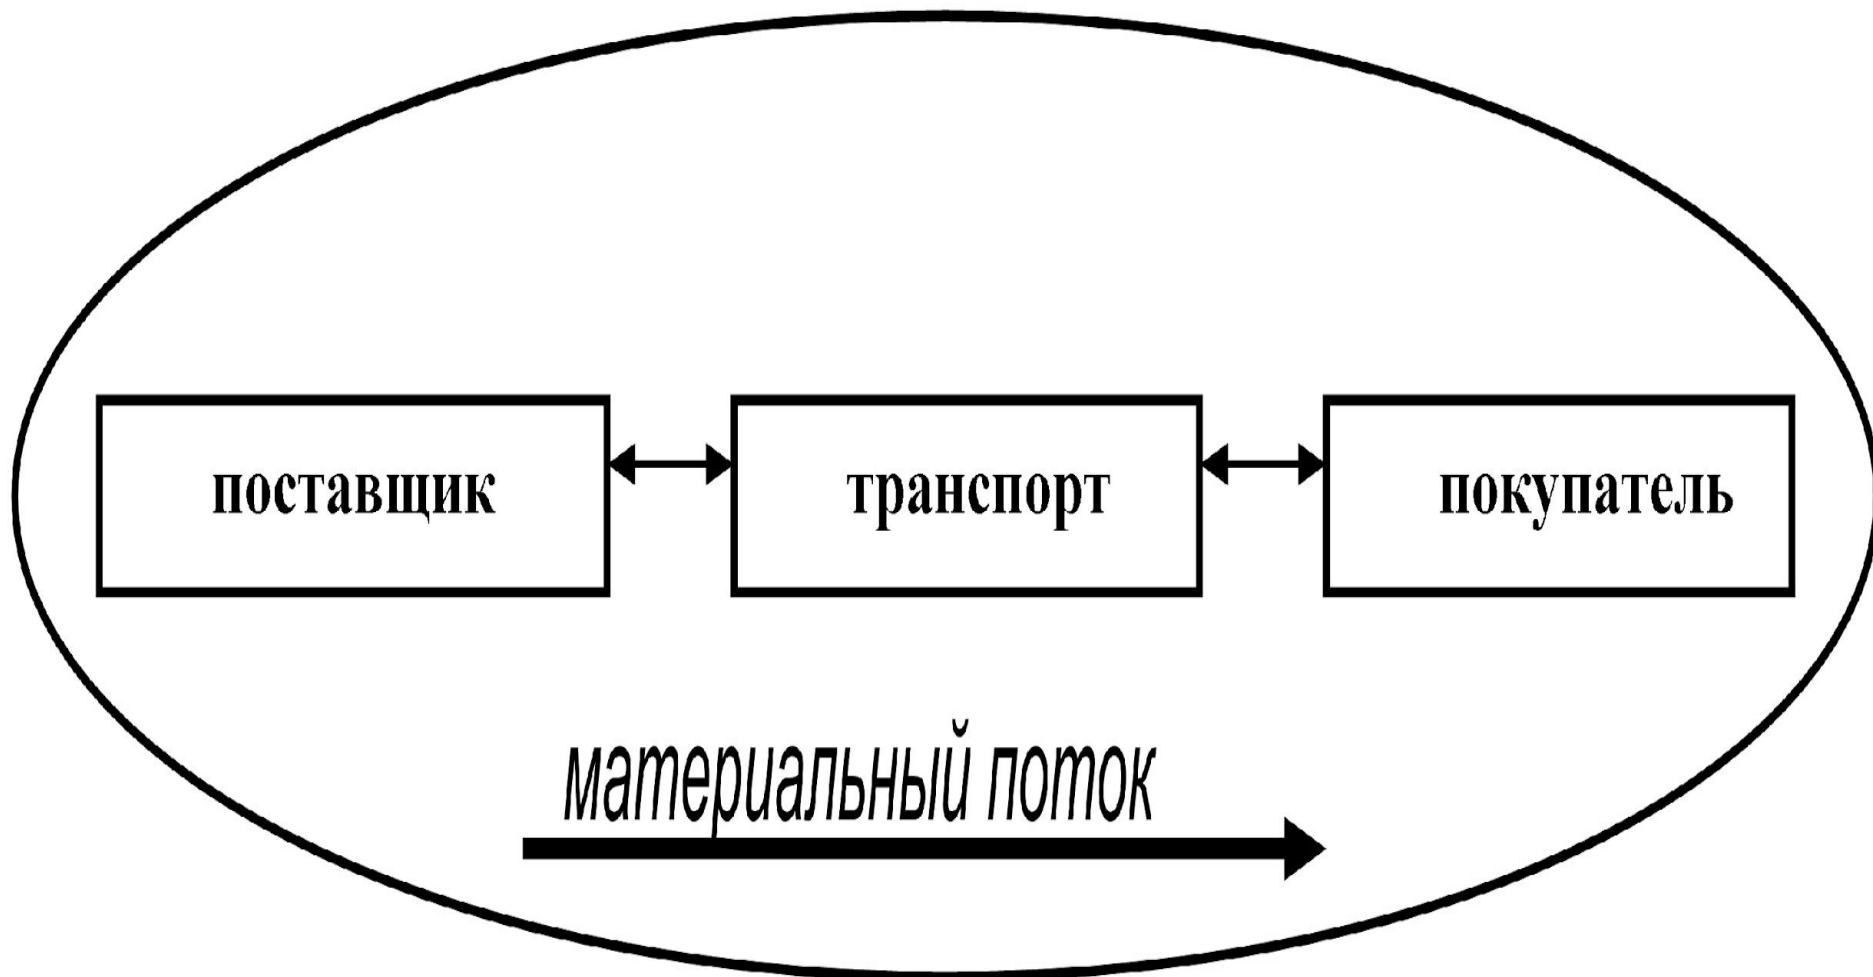 поставщик
транспорт
покупатель
материальный поток